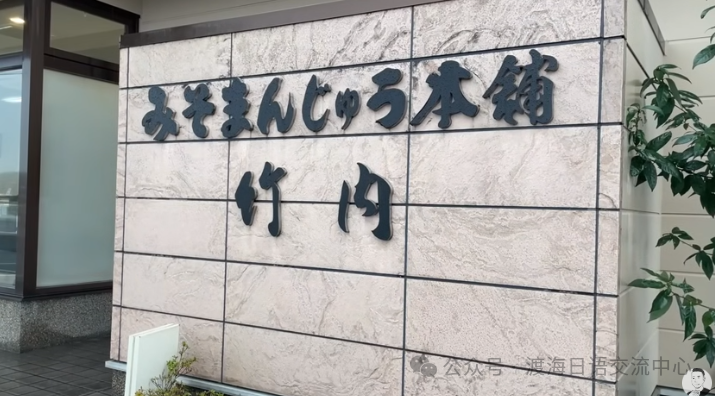 みそまんじゅう本舗
竹内
公众号·渡海日语交流中心